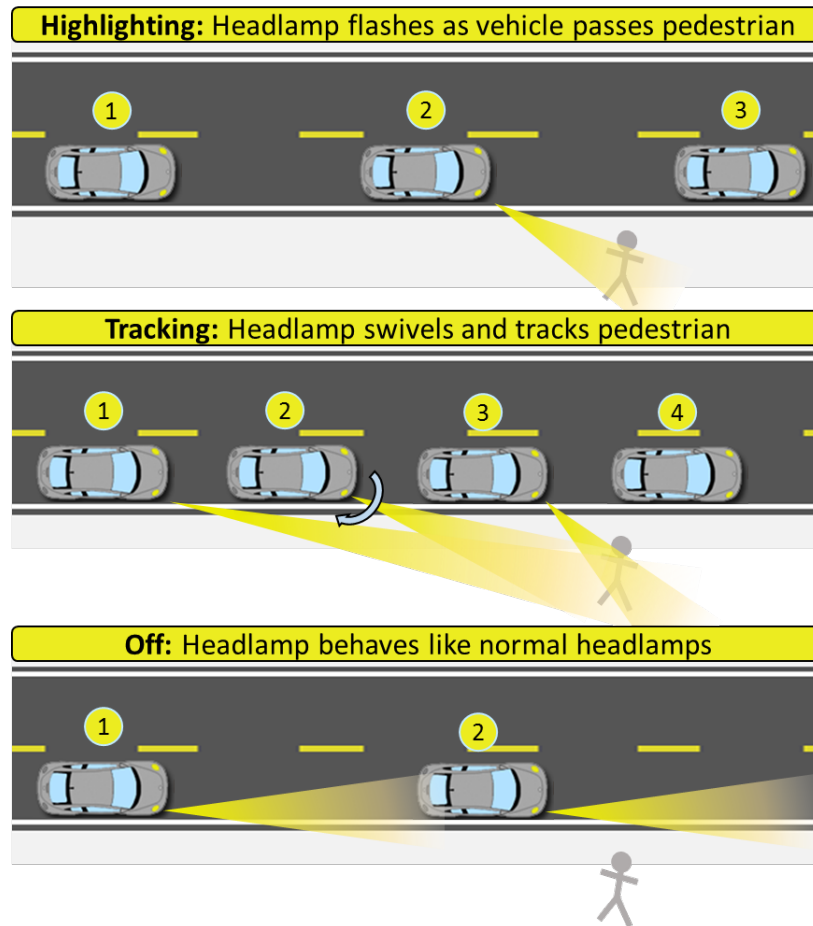 Highlighting: Headlamp flashes as vehicle passes pedestrian
1 2 3
Tracking: Headlamp swivels and tracks pedestrian
1 2 3 4
Off: Headlamp behaves like normal headlamps
1 2